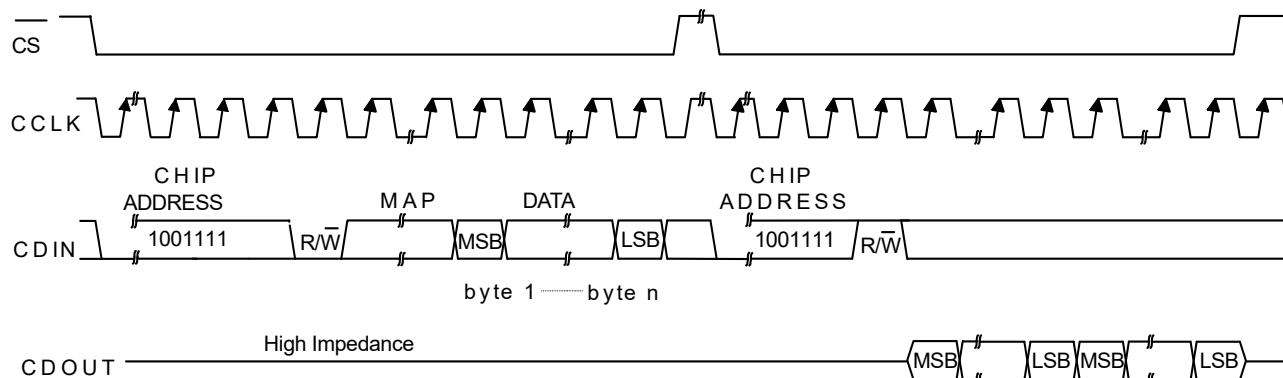 CS
CCLK
CHIP
ADDRESS
MAP
DATA
CHIP
ADDRESS
CDIN
1001111
R/W
MSB
LSB
1001111
R/W
byte 1 byte n
High Impedance
CDOUT
MSB
LSB
MSB
LSB